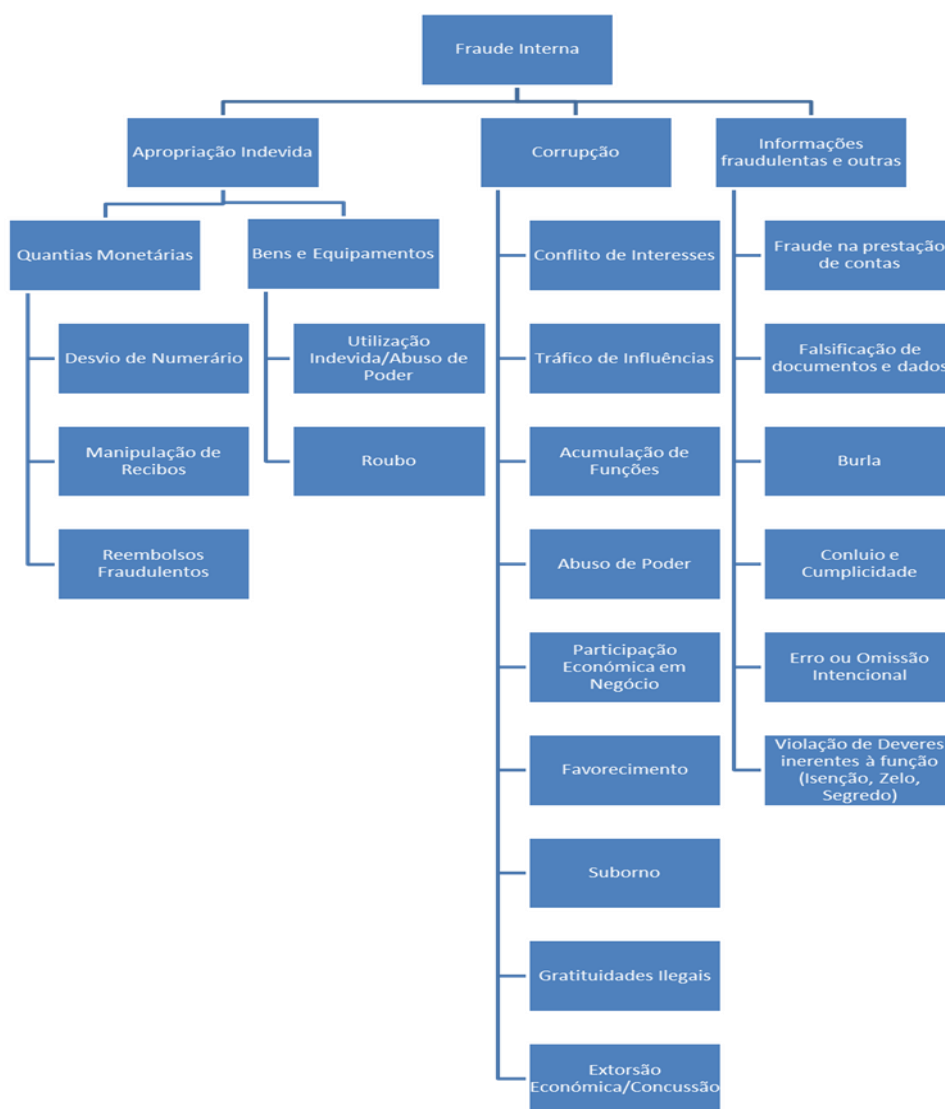 Fraude Interna
Apropriação Indevida
Corrupção
Informações
fraudulentas e outras
Quantias Monetárias
Bens e Equipamentos
Conflito de Interesses
Fraude na prestação
de contas
Desvio de Numerário
Utilização
Indevida/Abuso de
Poder
Tráfico de Influências
Falsificação de
documentos e dados
Manipulação de
Recibos
Roubo
Acumulação de
Funções
Burla
Reembolsos
Fraudulentos
Abuso de Poder
Conluio e
Cumplicidade
Participação
Económica em
Negócio
Erro ou Omissão
Intencional
Favorecimento
Violação de Deveres
inerentes à função
(Isenção, Zelo,
Segredo)
Suborno
Gratituidades Ilegais
Extorsão
Económica/Concussão